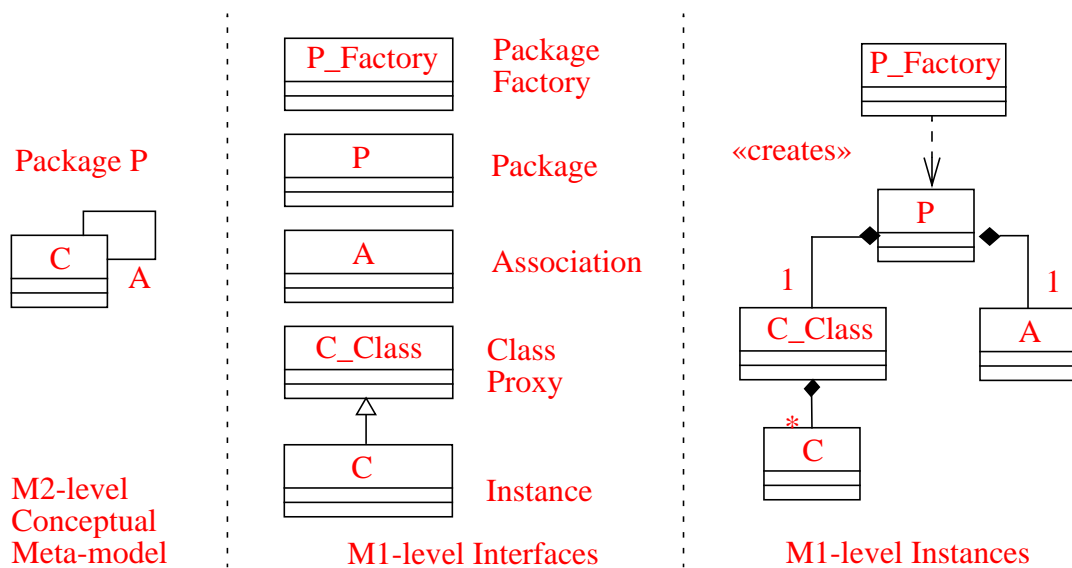 Package P
C
A
M2-level
Conceptual
Meta-model
P_Factory
Package
Factory
P
Package
A
Association
C_Class
Class
Proxy
C
Instance
M1-level Interfaces
P_Factory
«creates»
P
1
1
C_Class
A
*
C
M1-level Instances